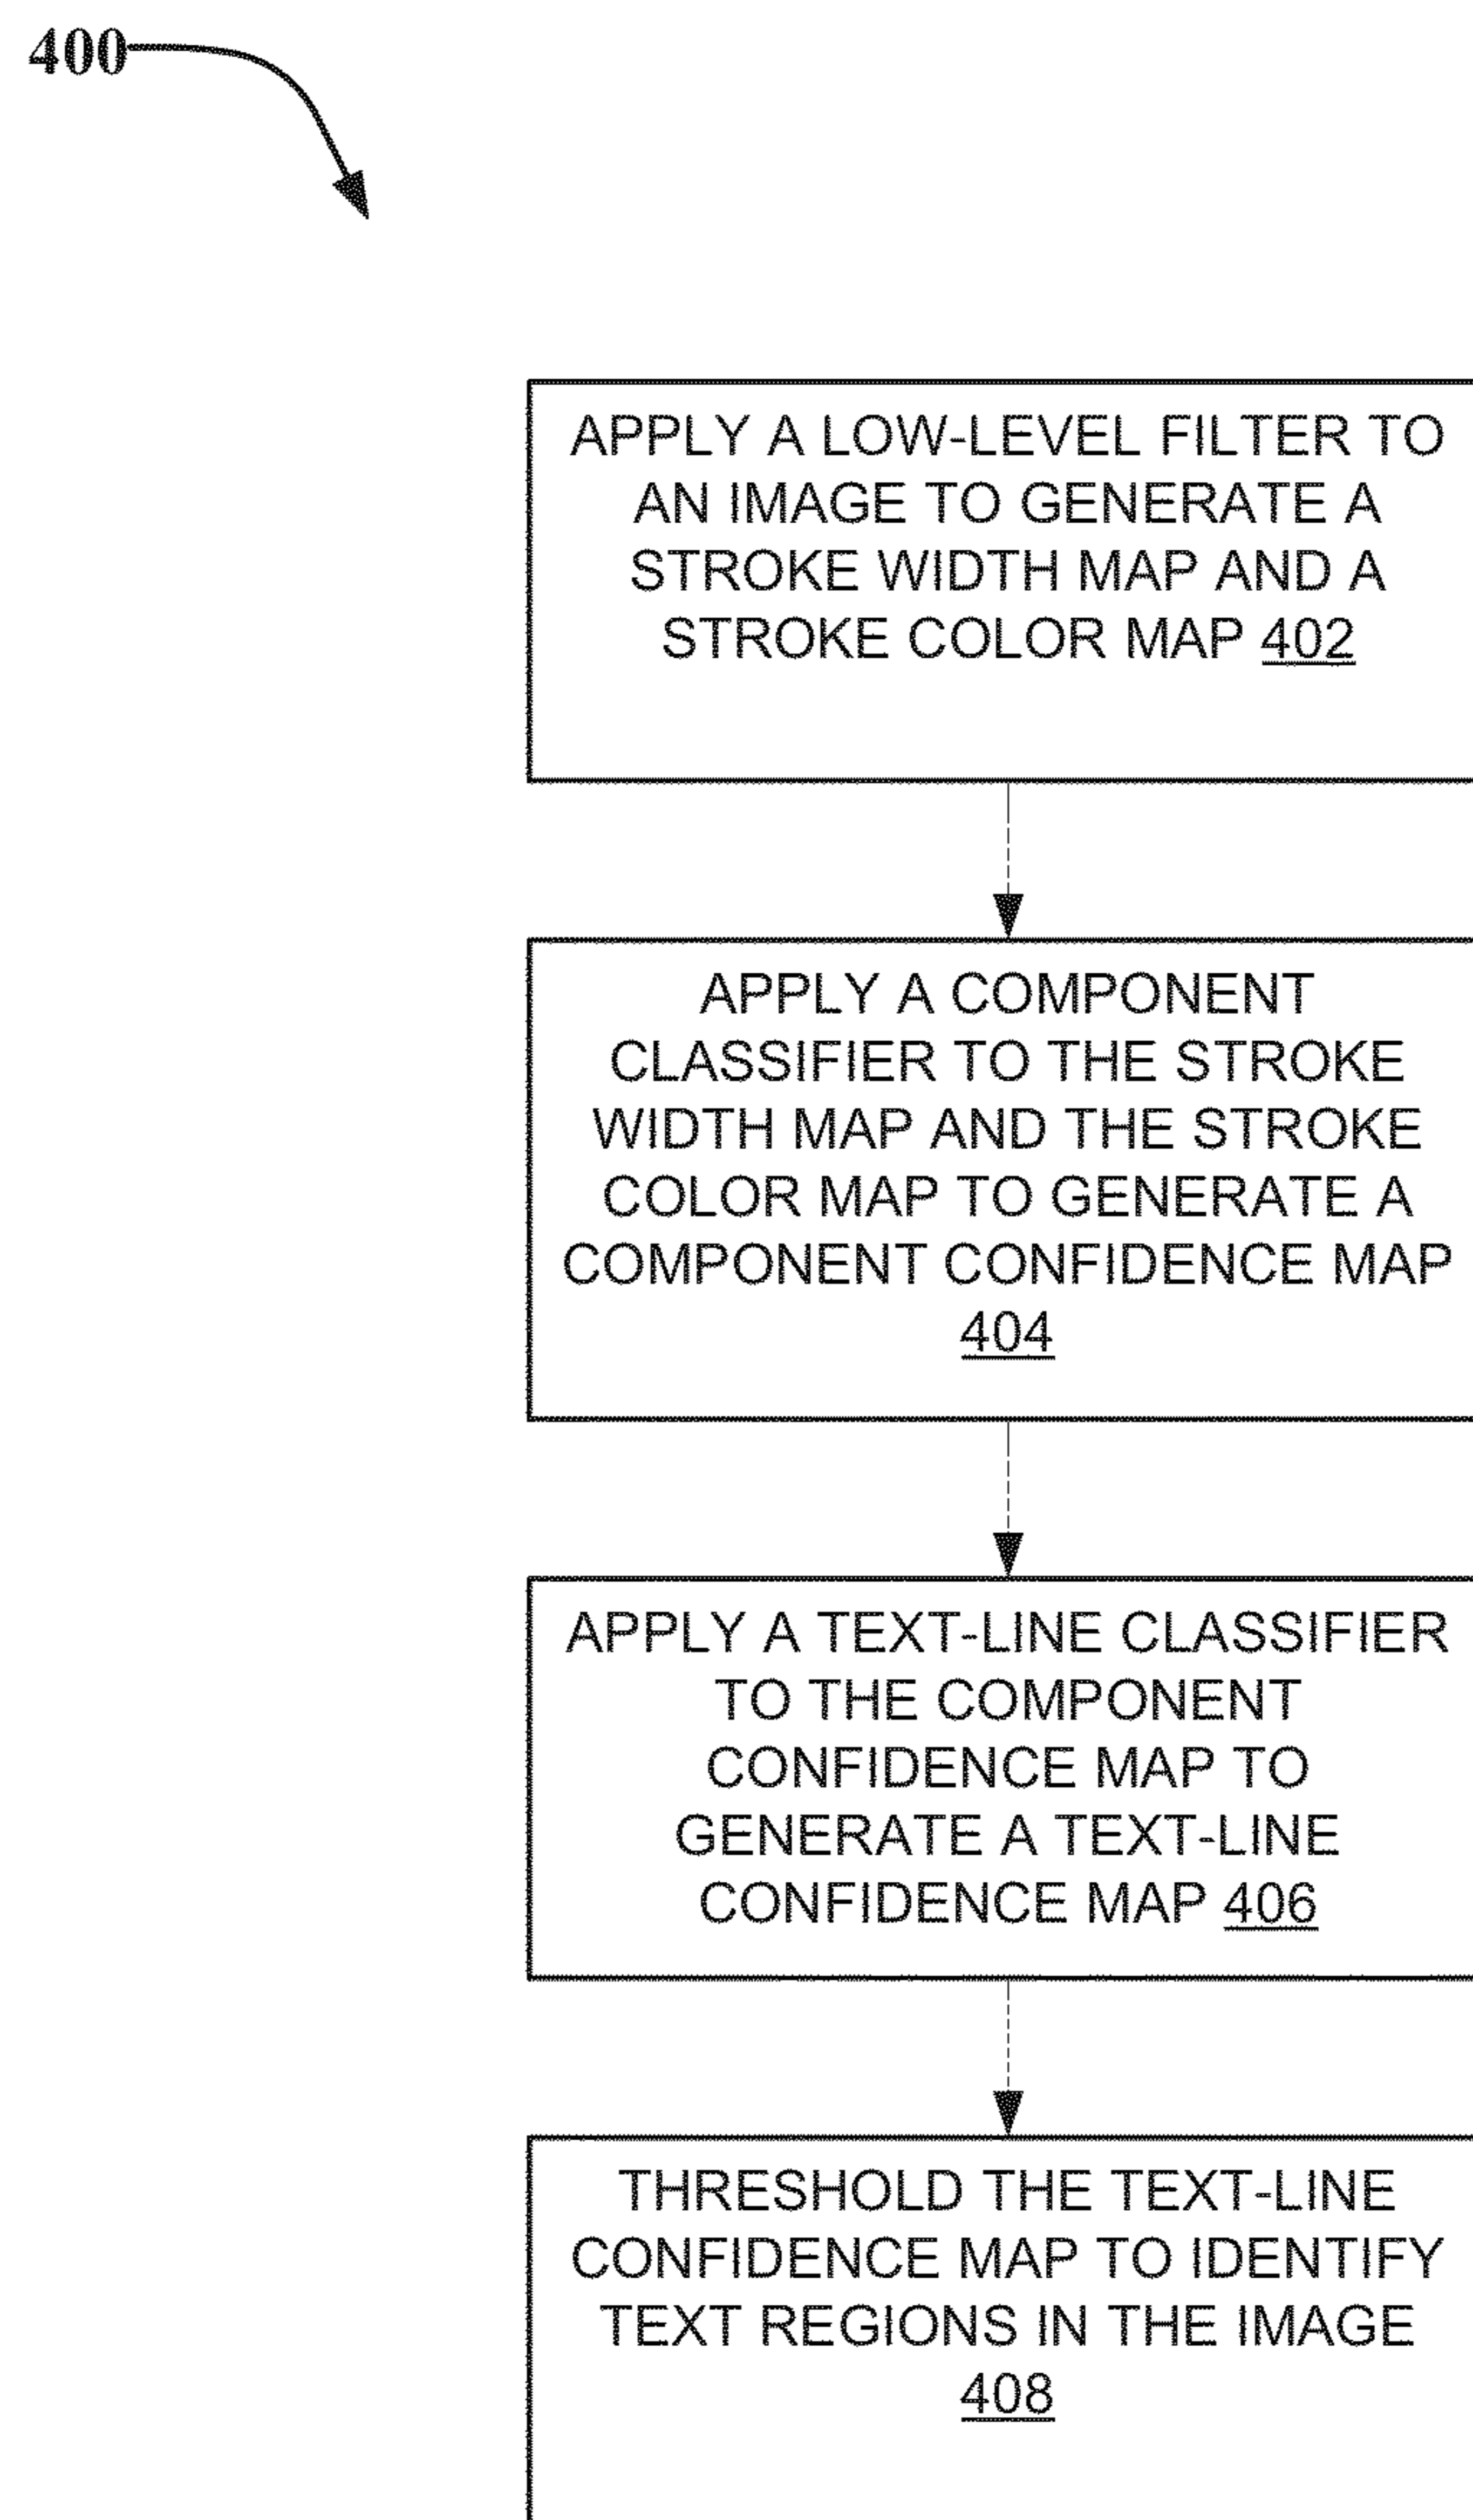 400
APPLY A LOW-LEVEL FILTER TO
AN IMAGE TO GENERATE A
STROKE WIDTH MAP AND A
STROKE COLOR MAP 402
APPLY A COMPONENT
CLASSIFIER TO THE STROKE
WIDTH MAP AND THE STROKE
COLOR MAP TO GENERATE A
COMPONENT CONFIDENCE MAP
404
APPLY A TEXT-LINE CLASSIFIER
TO THE COMPONENT
CONFIDENCE MAP TO
GENERATE A TEXT-LINE
CONFIDENCE MAP 406
THRESHOLD THE TEXT-LINE
CONFIDENCE MAP TO IDENTIFY
TEXT REGIONS IN THE IMAGE
408